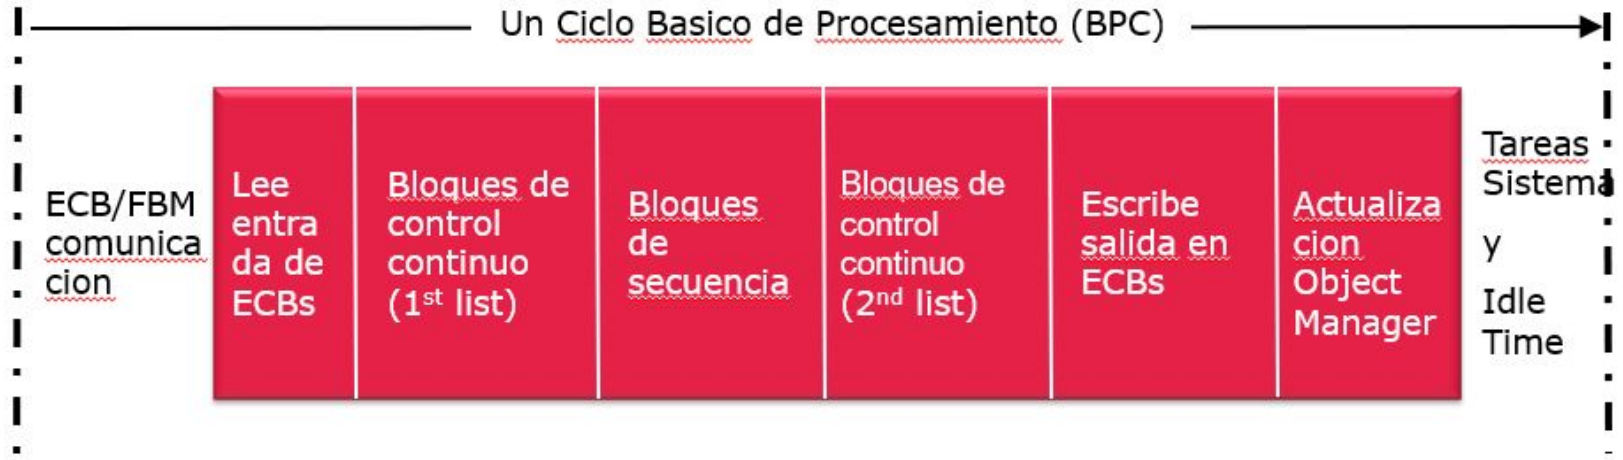 Un Ciclo Basico de Procesamiento (BPC)
ECB/FBM
comunica
cion
Lee
entra
da de
ECBs
Bloques de
control
continuo
(1st list)
Bloques
de
secuencia
Bloques de
control
continuo
(2nd list)
Escribe
salida en
ECBs
Actualiza
cion
Object
Manager
Tareas
Sistema
y
Idle
Time